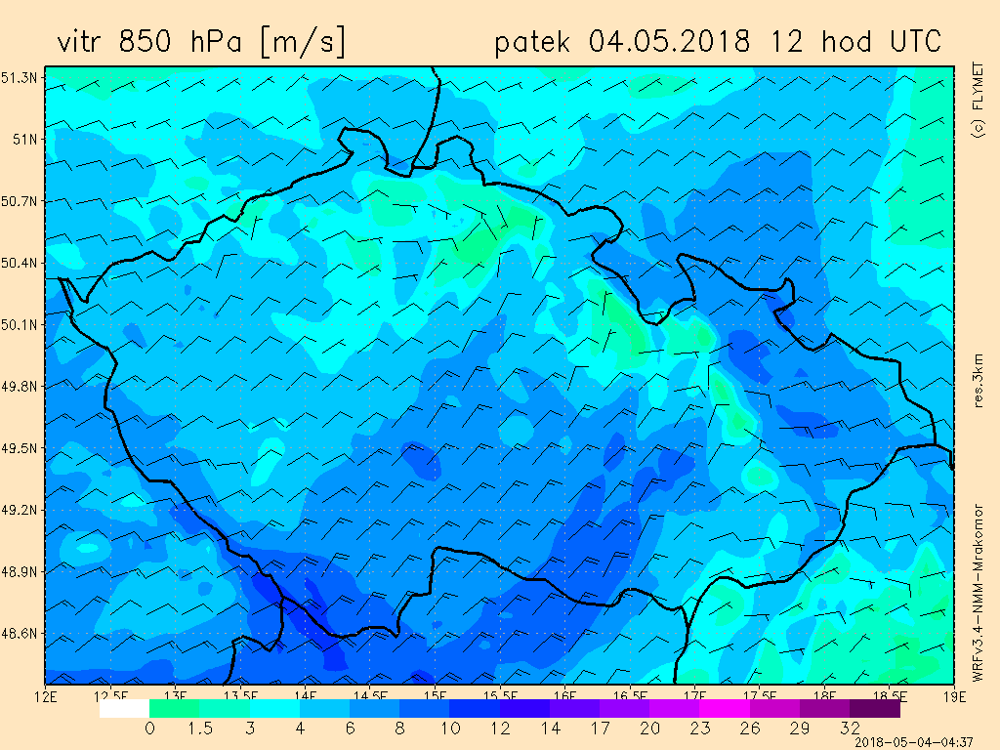 vitr 850 hPa [m/s] patek 04.05.2018 12 hod UTC
(c) FLYMET
res.3km
WRFv3.4-NMM-Mrakomor
51.3N
51N
50.7N
50.4N
50.1N
49.8N
49.5N
49.2N
48.9N
48.6N
12E 12.5E 13E 13.5E 14E 14.5E 15E 15.5E 16E 16.5E 17E 17.5E 18E 18.5E 19E
0 1.5 3 4 6 8 10 12 14 17 20 23 26 29 32
2018-05-04-04:37